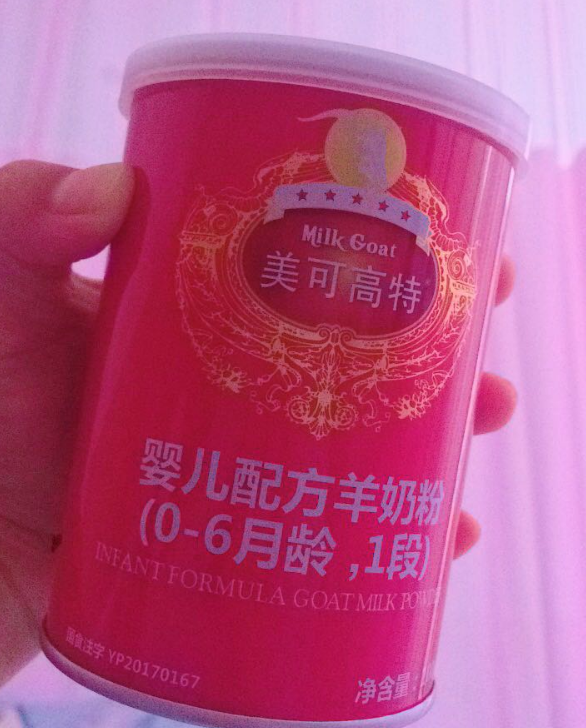 Milk Goat
美可高特
婴儿配方羊奶粉
(0-6月龄,1段)
INFANT FORMULA GOAT MILK
国食注字 YP20170167
净含量: